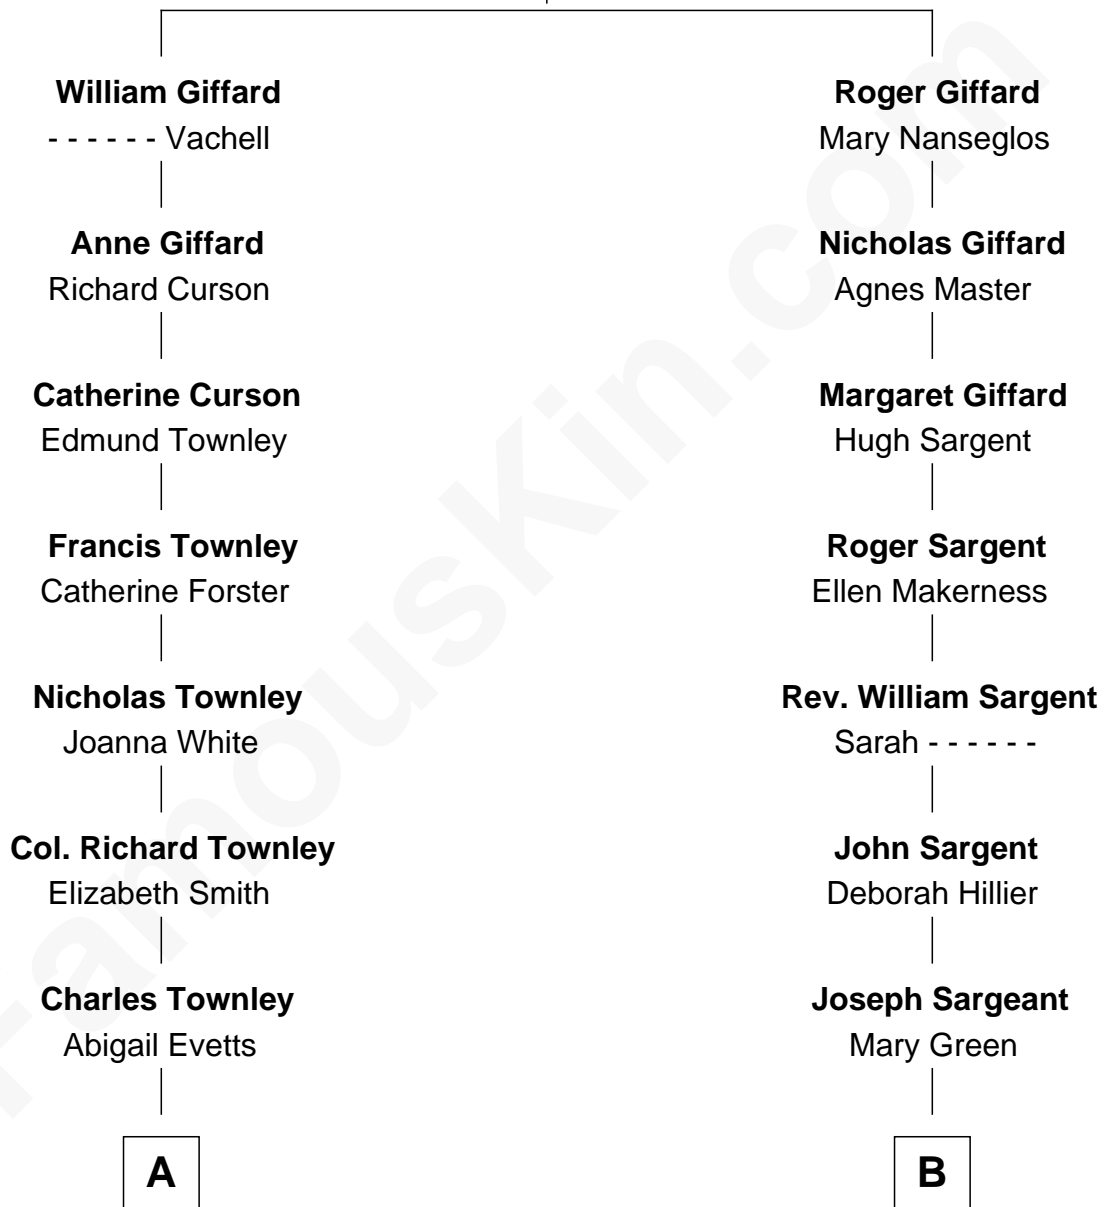 William Giffard
- - - - - - Vachell
Anne Giffard
Richard Curson
Catherine Curson
Edmund Townley
Francis Townley
Catherine Forster
Nicholas Townley
Joanna White
Col. Richard Townley
Elizabeth Smith
Charles Townley
Abigail Evetts
A
Roger Giffard
Mary Nanseglos
Nicholas Giffard
Agnes Master
Margaret Giffard
Hugh Sargent
Roger Sargent
Ellen Makerness
Rev. William Sargent
Sarah - - - - - -
John Sargent
Deborah Hillier
Joseph Sargeant
Mary Green
B
FamousKin.com